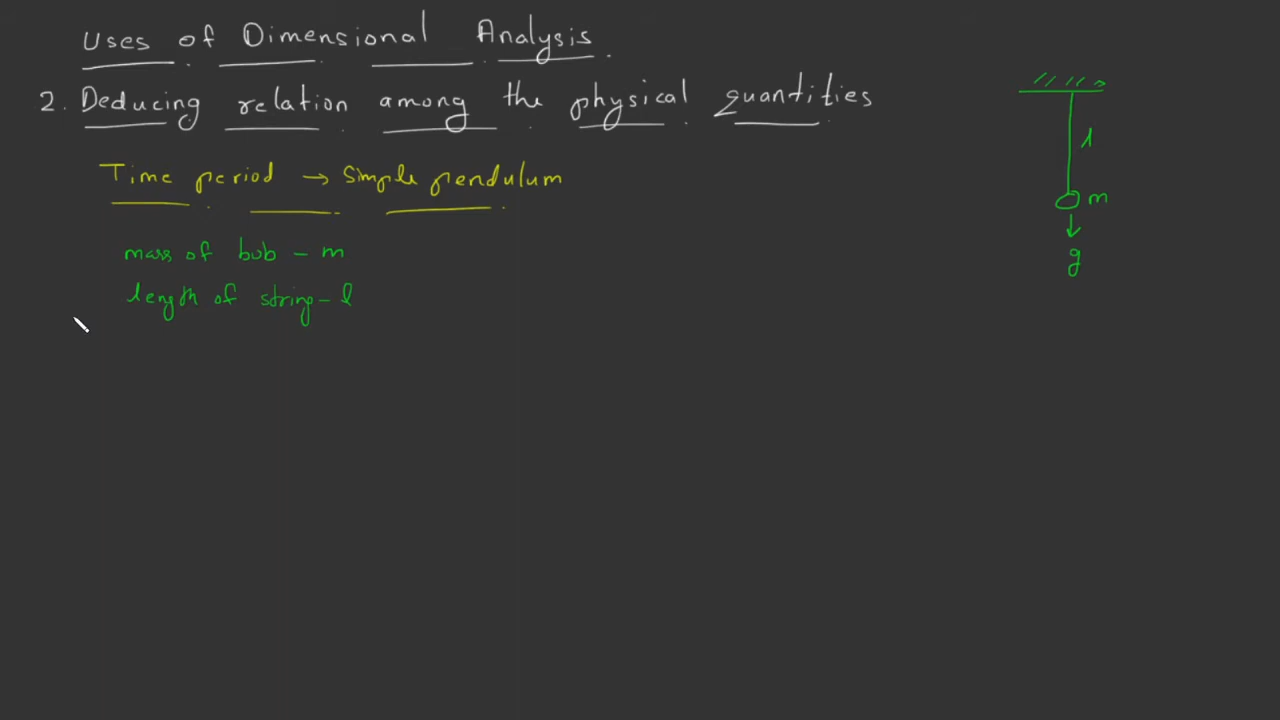 Uses of Dimensional Analysis
2. Deducing relation among the physical quantities
Time period → Simple pendulum
mass of bob - m
length of string - l
l
m
g